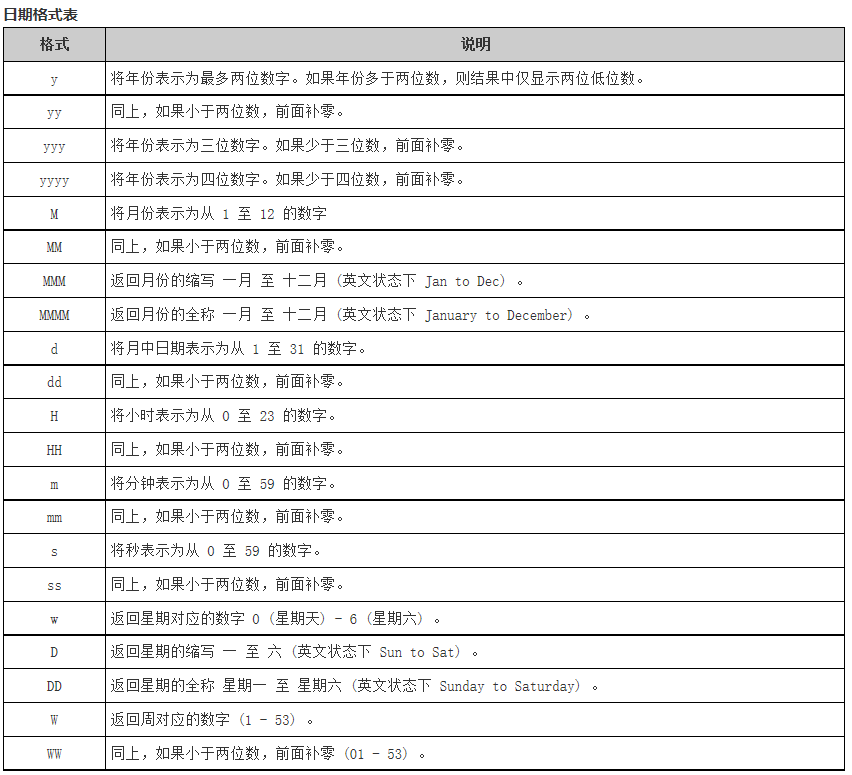 日期格式表
格式 说明
y 将年份表示为最多两位数字。如果年份多于两位数，则结果中仅显示两位低位数。
yy 同上，如果小于两位数，前面补零。
yyy 将年份表示为三位数字。如果少于三位数，前面补零。
yyyy 将年份表示为四位数字。如果少于四位数，前面补零。
M 将月份表示为从 1 至 12 的数字
MM 同上，如果小于两位数，前面补零。
MMM 返回月份的缩写 一月 至 十二月 (英文状态下 Jan to Dec) 。
MMMM 返回月份的全称 一月 至 十二月 (英文状态下 January to December) 。
d 将月中日期表示为从 1 至 31 的数字。
dd 同上，如果小于两位数，前面补零。
H 将小时表示为从 0 至 23 的数字。
HH 同上，如果小于两位数，前面补零。
m 将分钟表示为从 0 至 59 的数字。
mm 同上，如果小于两位数，前面补零。
s 将秒表示为从 0 至 59 的数字。
ss 同上，如果小于两位数，前面补零。
w 返回星期对应的数字 0 (星期天) - 6 (星期六) 。
D 返回星期的缩写 一 至 六 (英文状态下 Sun to Sat) 。
DD 返回星期的全称 星期一 至 星期六 (英文状态下 Sunday to Saturday) 。
W 返回周对应的数字 (1 - 53) 。
WW 同上，如果小于两位数，前面补零 (01 - 53) 。